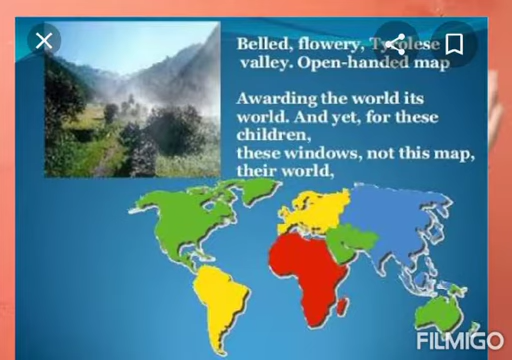 Belled, flowery, Tyrolese
valley. Open-handed map
Awarding the world its
world. And yet, for these
children,
these windows, not this map,
their world,
FILMIGO